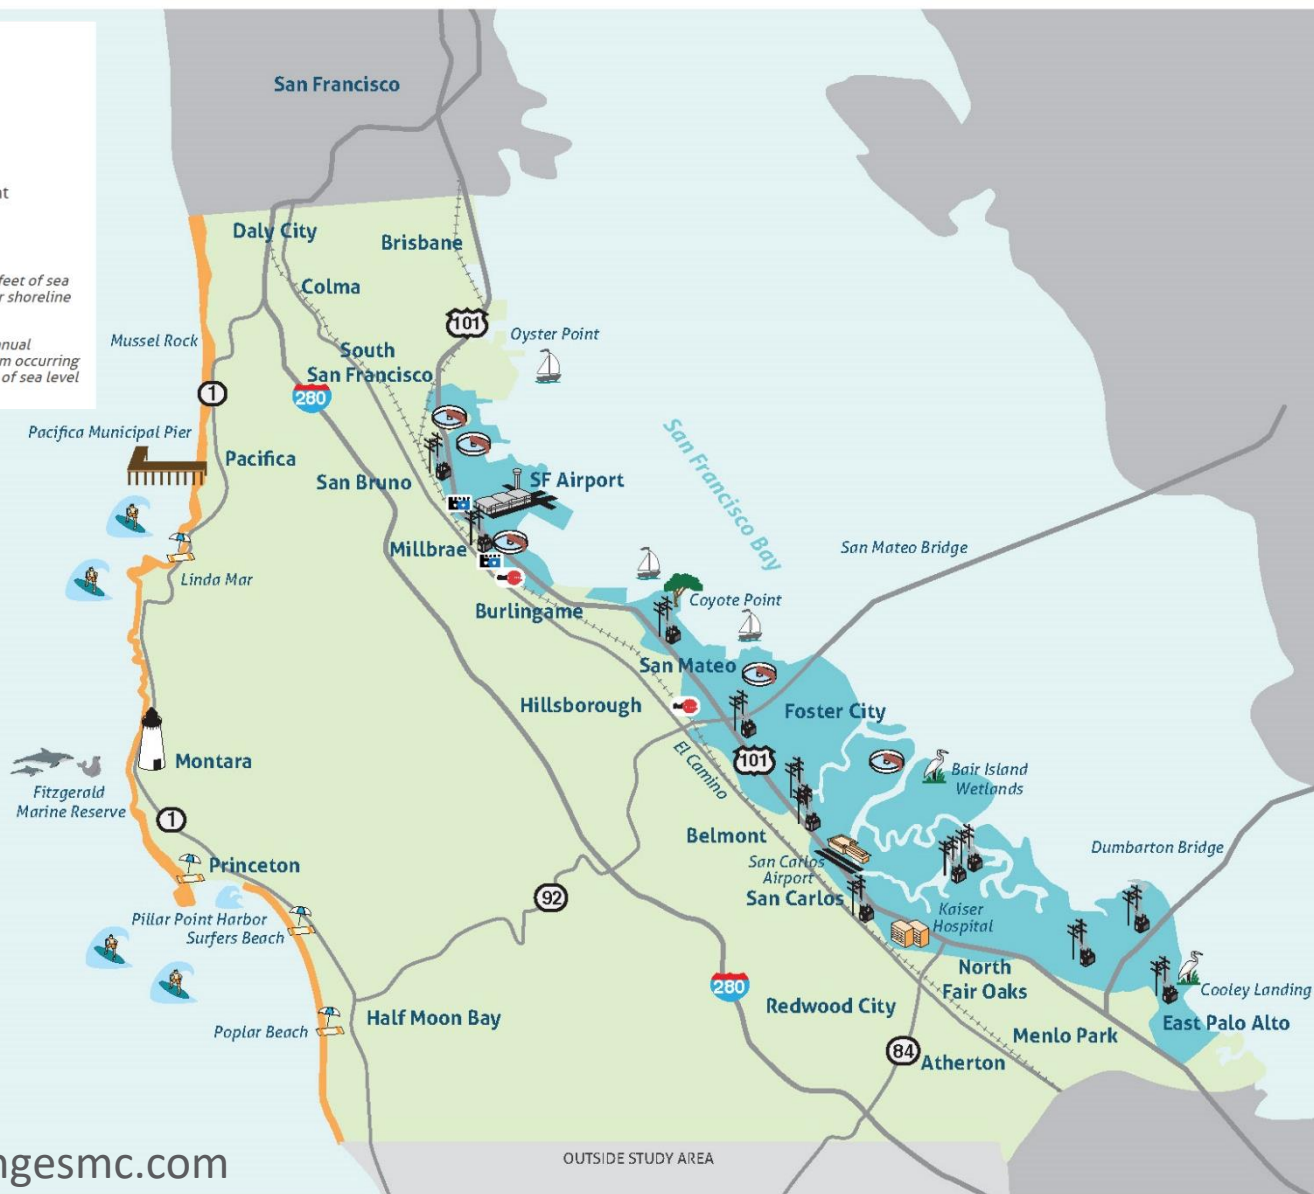 San Francisco
nt
feet of sea
r shoreline
nual
m occurring
of sea level
Daly City
Brisbane
Colma
101
Oyster Point
Mussel Rock
South
San Francisco
1
280
Pacifica Municipal Pier
Pacifica
San Bruno
SF Airport
San Francisco Bay
Millbrae
San Mateo Bridge
Linda Mar
Coyote Point
Burlingame
San Mateo
Hillsborough
Foster City
El Camino
101
Montara
Bair Island
Wetlands
Fitzgerald
Marine Reserve
1
Belmont
Dumbarton Bridge
San Carlos
Airport
Princeton
92
San Carlos
Kaiser
Hospital
Pillar Point Harbor
Surfers Beach
North
Fair Oaks
280
Cooley Landing
Redwood City
Half Moon Bay
East Palo Alto
Poplar Beach
Menlo Park
84
Atherton
OUTSIDE STUDY AREA
ngesmc.com